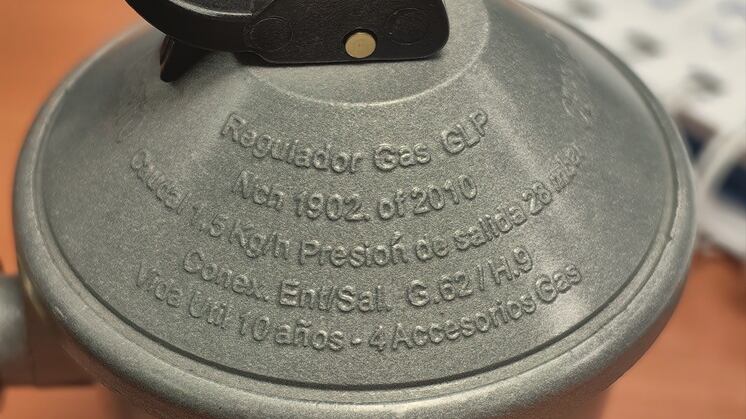 Regulador Gas GLP
Nch 1902. of 2010
Caudal 1.5 Kg/h Presión de salida 28 mbar
Conex. Ent/Sal. G.62 / H.9
Vida Util 10 años - 4 Accesorios Gas